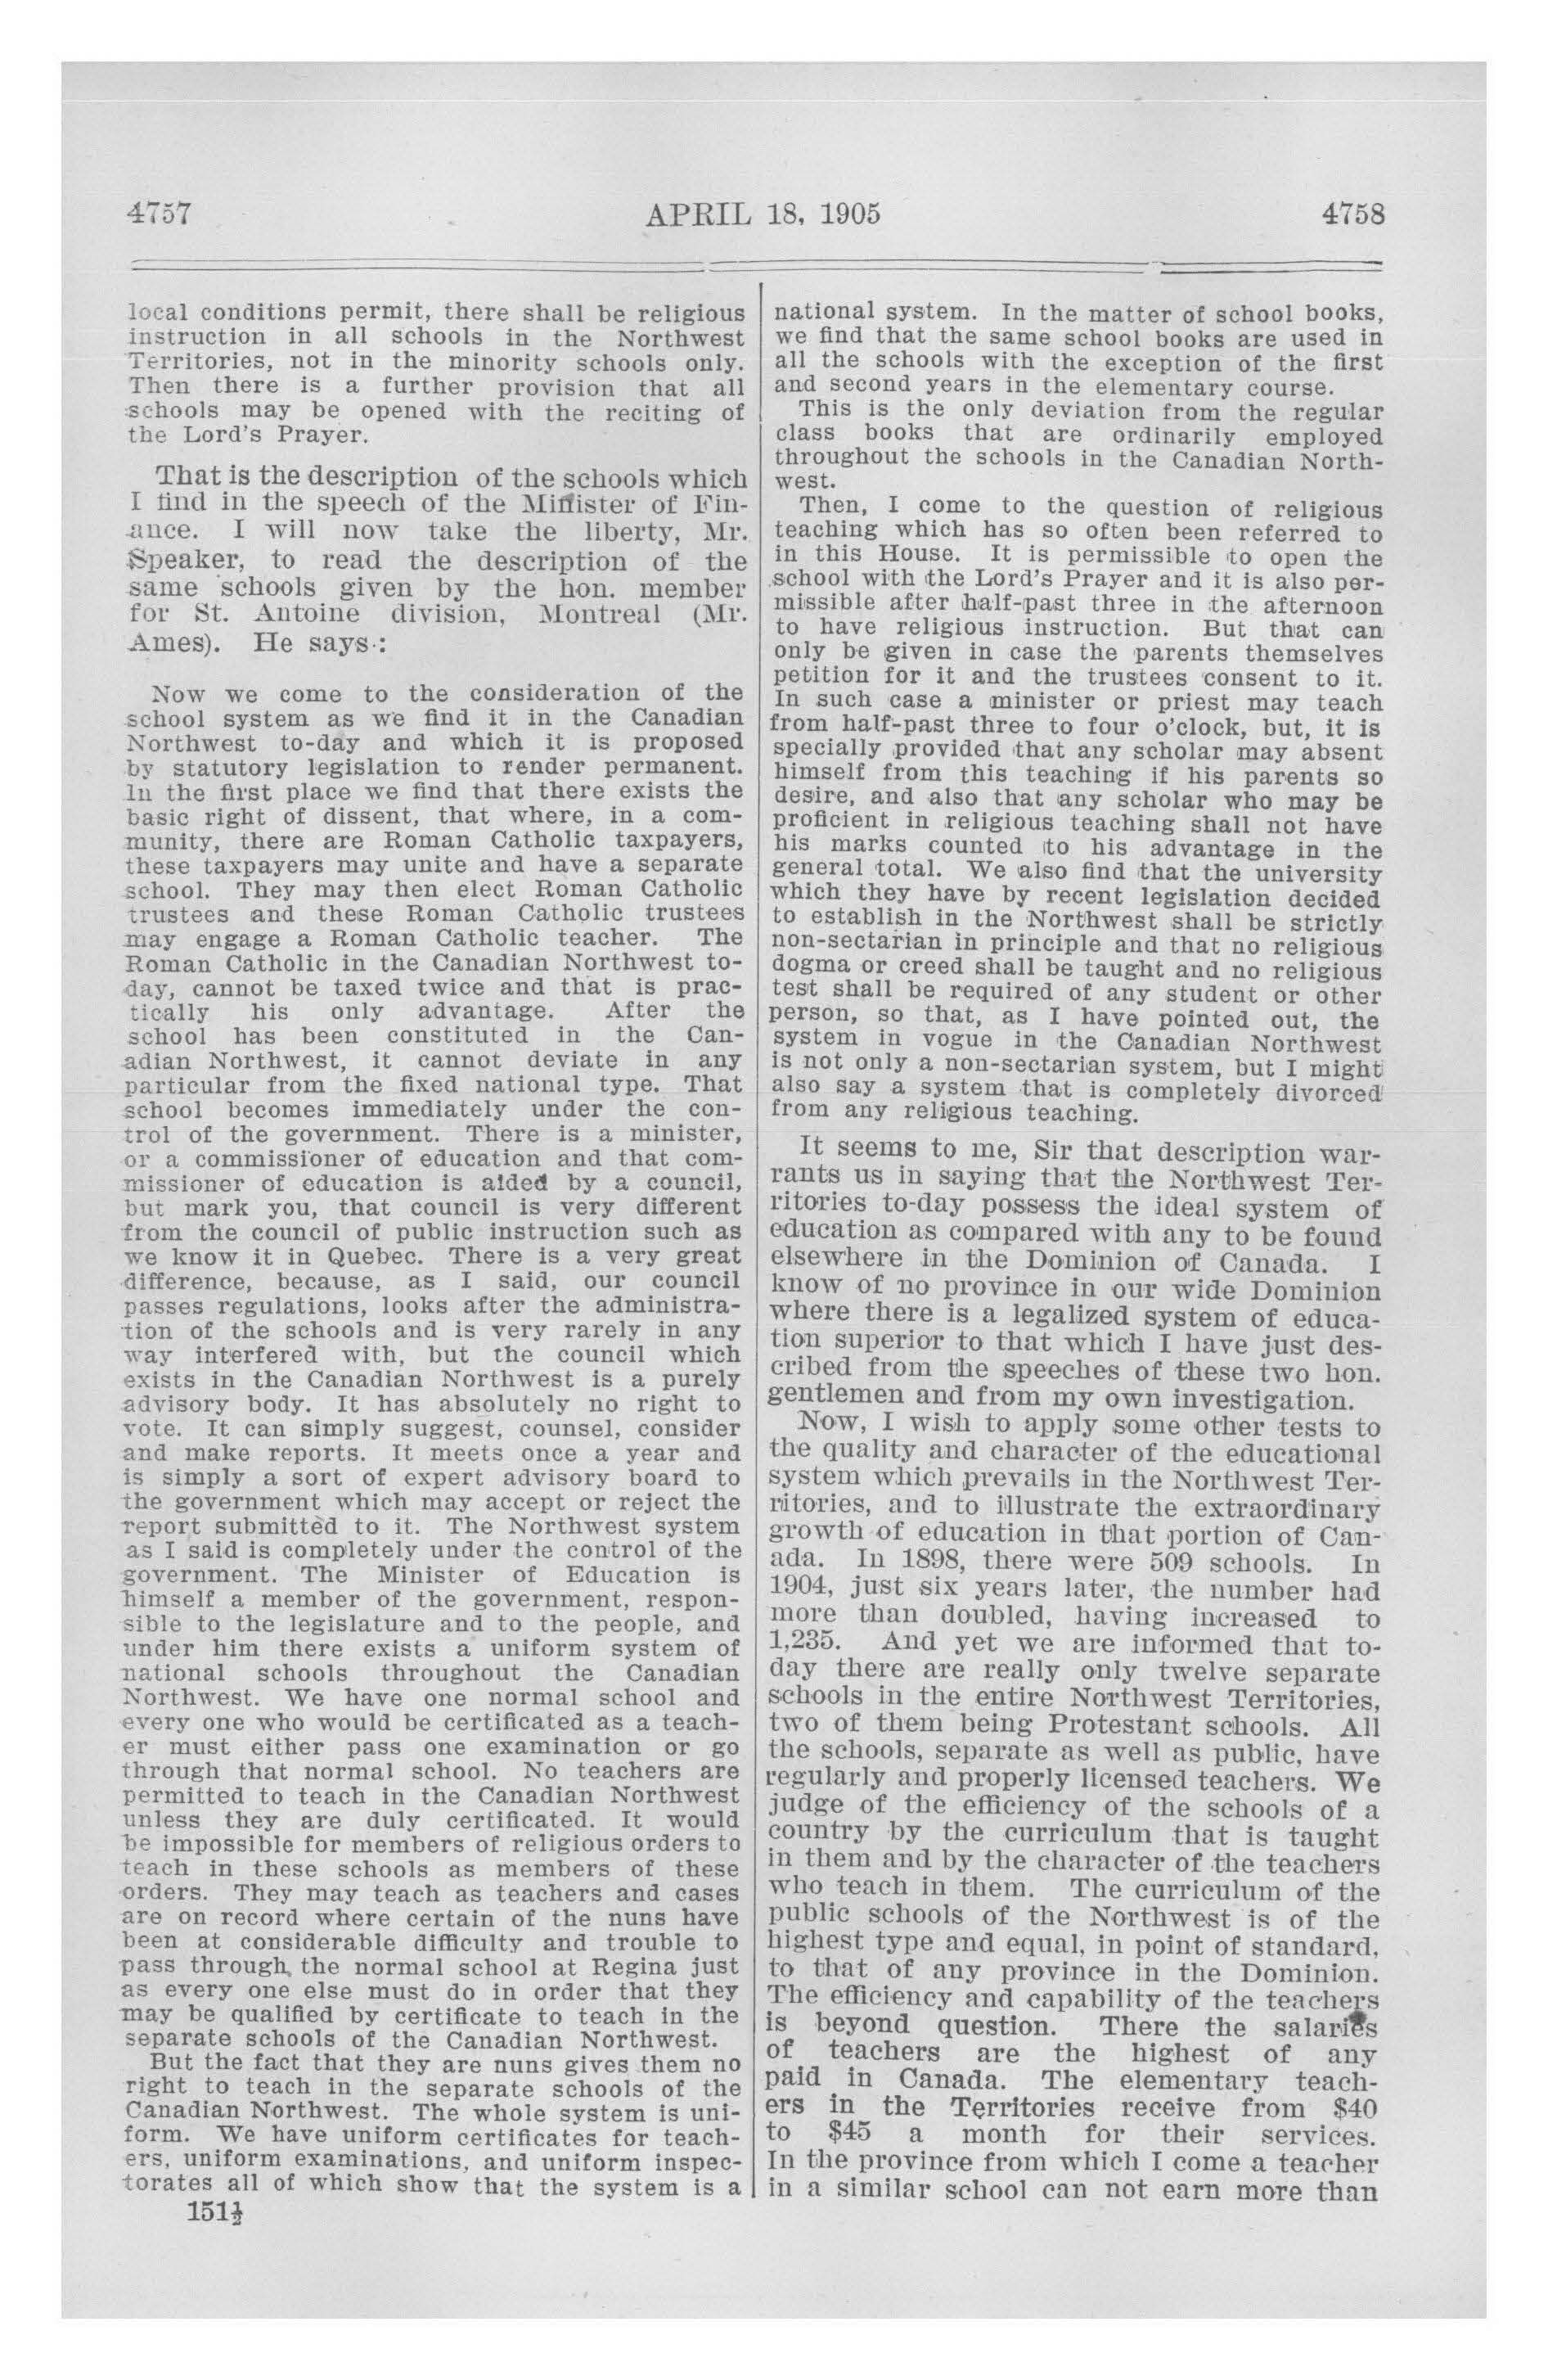 4757
APRIL 18, 1905
4758
local conditions permit, there shall be religious
instruction in all schools in the Northwest
Territories, not in the minority schools only.
Then there is a further provision that all
schools may be opened with the reciting of
the Lord's Prayer.
That is the description of the schools which
I find in the speech of the Minister of Fin-
ance. I will now take the liberty, Mr.
Speaker, to read the description of the
same schools given by the hon. member
for St. Antoine division, Montreal (Mr.
Ames). He says:
Now we come to the consideration of the
school system as we find it in the Canadian
Northwest to-day and which it is proposed
by statutory legislation to render permanent.
In the first place we find that there exists the
basic right of dissent, that where, in a com-
munity, there are Roman Catholic taxpayers,
these taxpayers may unite and have a separate
school. They may then elect Roman Catholic
trustees and these Roman Catholic trustees
may engage a Roman Catholic teacher. The
Roman Catholic in the Canadian Northwest to-
day, cannot be taxed twice and that is prac-
tically his only advantage. After the
school has been constituted in the Can-
adian Northwest, it cannot deviate in any
particular from the fixed national type. That
school becomes immediately under the con-
trol of the government. There is a minister,
or a commissioner of education and that com-
missioner of education is aided by a council,
but mark you, that council is very different
from the council of public instruction such as
we know it in Quebec. There is a very great
difference, because, as I said, our council
passes regulations, looks after the administra-
tion of the schools and is very rarely in any
way interfered with, but the council which
exists in the Canadian Northwest is a purely
advisory body. It has absolutely no right to
vote. It can simply suggest, counsel, consider
and make reports. It meets once a year and
is simply a sort of expert advisory board to
the government which may accept or reject the
report submitted to it. The Northwest system
as I said is completely under the control of the
government. The Minister of Education is
himself a member of the government, respon-
sible to the legislature and to the people, and
under him there exists a uniform system of
national schools throughout the Canadian
Northwest. We have one normal school and
every one who would be certificated as a teach-
er must either pass one examination or go
through that normal school. No teachers are
permitted to teach in the Canadian Northwest
unless they are duly certificated. It would
be impossible for members of religious orders to
teach in these schools as members of these
orders. They may teach as teachers and cases
are on record where certain of the nuns have
been at considerable difficulty and trouble to
pass through the normal school at Regina just
as every one else must do in order that they
may be qualified by certificate to teach in the
separate schools of the Canadian Northwest.
But the fact that they are nuns gives them no
right to teach in the separate schools of the
Canadian Northwest. The whole system is uni-
form. We have uniform certificates for teach-
ers, uniform examinations, and uniform inspec-
torates all of which show that the system is a
151½
national system. In the matter of school books,
we find that the same school books are used in
all the schools with the exception of the first
and second years in the elementary course.
This is the only deviation from the regular
class books that are ordinarily employed
throughout the schools in the Canadian North-
west.
Then, I come to the question of religious
teaching which has so often been referred to
in this House. It is permissible to open the
school with the Lord's Prayer and it is also per-
missible after half-past three in the afternoon
to have religious instruction. But that can
only be given in case the parents themselves
petition for it and the trustees consent to it.
In such case a minister or priest may teach
from half-past three to four o'clock, but, it is
specially provided that any scholar may absent
himself from this teaching if his parents so
desire, and also that any scholar who may be
proficient in religious teaching shall not have
his marks counted to his advantage in the
general total. We also find that the university
which they have by recent legislation decided
to establish in the Northwest shall be strictly
non-sectarian in principle and that no religious
dogma or creed shall be taught and no religious
test shall be required of any student or other
person, so that, as I have pointed out, the
system in vogue in the Canadian Northwest
is not only a non-sectarian system, but I might
also say a system that is completely divorced
from any religious teaching.
It seems to me, Sir that description war-
rants us in saying that the Northwest Ter-
ritories to-day possess the ideal system of
education as compared with any to be found
elsewhere in the Dominion of Canada. I
know of no province in our wide Dominion
where there is a legalized system of educa-
tion superior to that which I have just des-
cribed from the speeches of these two hon.
gentlemen and from my own investigation.
Now, I wish to apply some other tests to
the quality and character of the educational
system which prevails in the Northwest Ter-
ritories, and to illustrate the extraordinary
growth of education in that portion of Can-
ada. In 1898, there were 509 schools. In
1904, just six years later, the number had
more than doubled, having increased to
1,235. And yet we are informed that to-
day there are really only twelve separate
schools in the entire Northwest Territories,
two of them being Protestant schools. All
the schools, separate as well as public, have
regularly and properly licensed teachers. We
judge of the efficiency of the schools of a
country by the curriculum that is taught
in them and by the character of the teachers
who teach in them. The curriculum of the
public schools of the Northwest is of the
highest type and equal, in point of standard,
to that of any province in the Dominion.
The efficiency and capability of the teachers
is beyond question. There the salaries
of teachers are the highest of any
paid in Canada. The elementary teach-
ers in the Territories receive from $40
to $45 a month for their services.
In the province from which I come a teacher
in a similar school can not earn more than